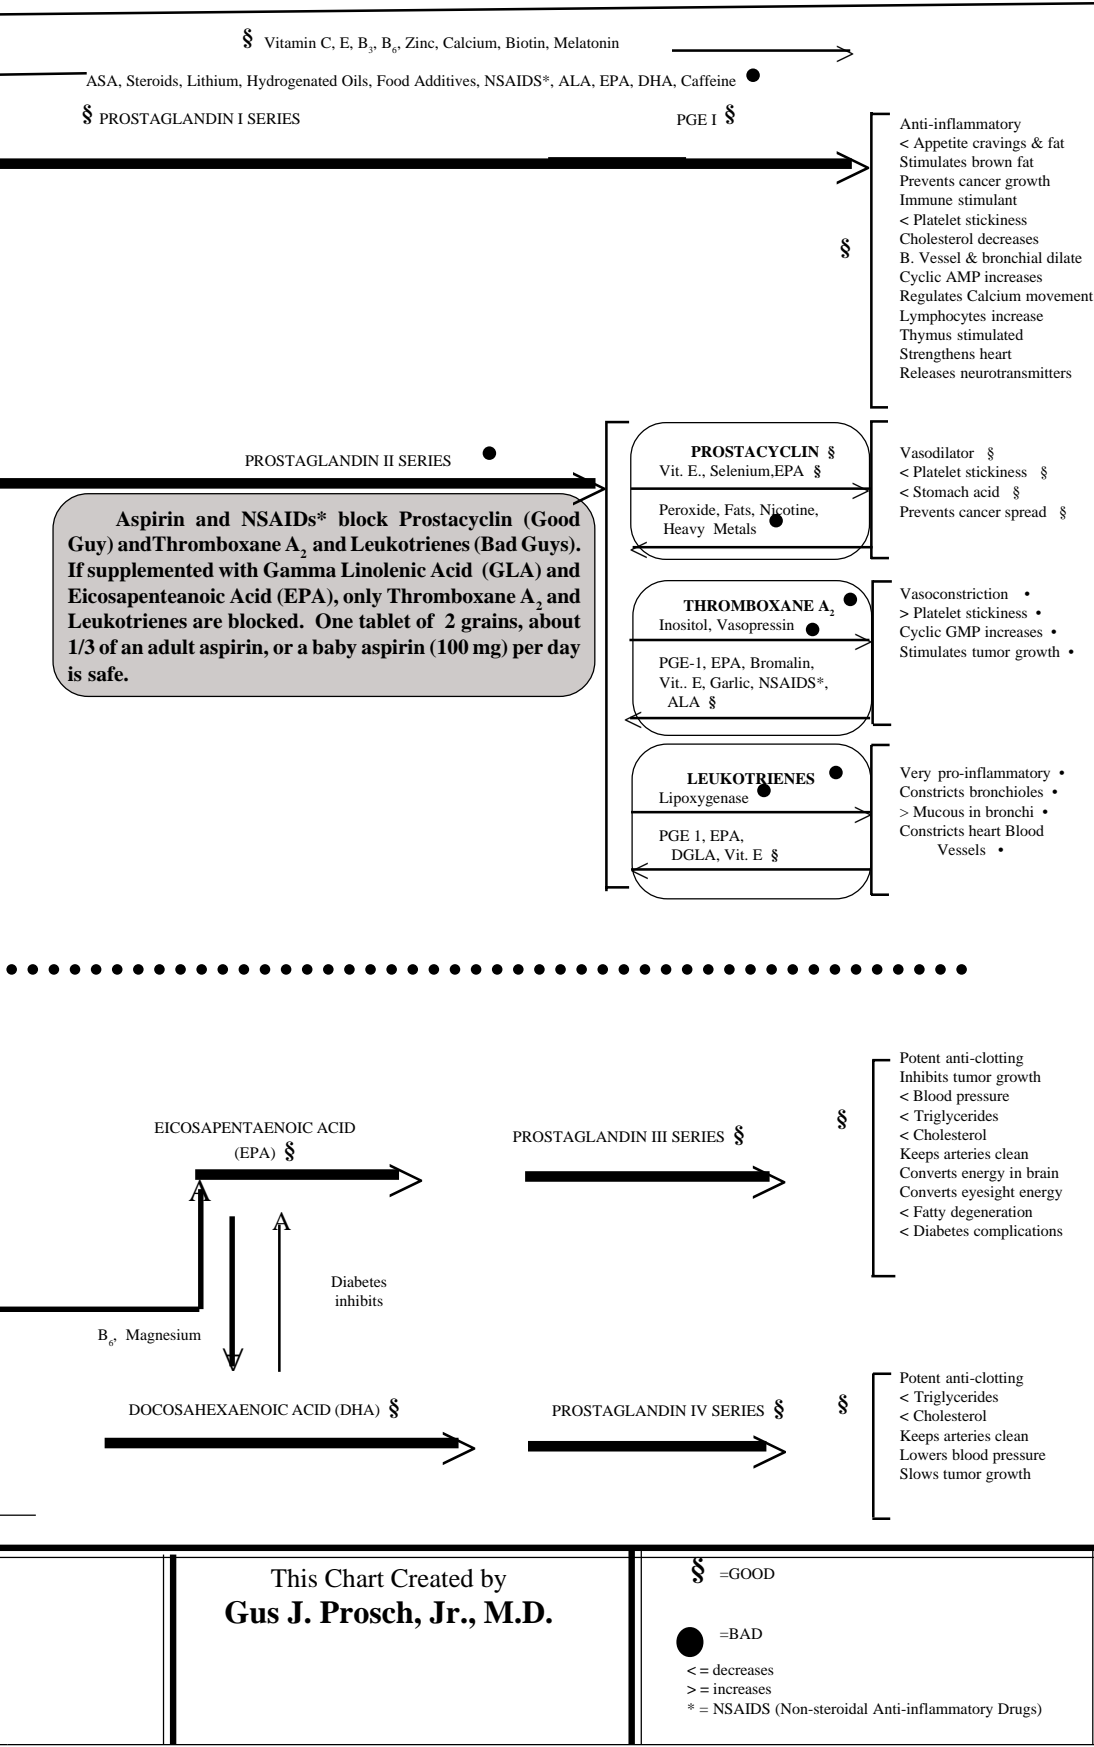 § Vitamin C, E, B3, B6, Zinc, Calcium, Biotin, Melatonin
ASA, Steroids, Lithium, Hydrogenated Oils, Food Additives, NSAIDS*, ALA, EPA, DHA, Caffeine ●
§ PROSTAGLANDIN I SERIES
PGE I §
Anti-inflammatory
< Appetite cravings & fat
Stimulates brown fat
Prevents cancer growth
Immune stimulant
< Platelet stickiness
Cholesterol decreases
B. Vessel & bronchial dilate
Cyclic AMP increases
Regulates Calcium movement
Lymphocytes increase
Thymus stimulated
Strengthens heart
Releases neurotransmitters
§
PROSTAGLANDIN II SERIES ●
Aspirin and NSAIDs* block Prostacyclin (Good
Guy) andThromboxane A2 and Leukotrienes (Bad Guys).
If supplemented with Gamma Linolenic Acid (GLA) and
Eicosapenteanoic Acid (EPA), only Thromboxane A2 and
Leukotrienes are blocked. One tablet of 2 grains, about
1/3 of an adult aspirin, or a baby aspirin (100 mg) per day
is safe.
PROSTACYCLIN §
Vit. E., Selenium,EPA §
Peroxide, Fats, Nicotine, ●
Heavy Metals
Vasodilator §
< Platelet stickiness §
< Stomach acid §
Prevents cancer spread §
THROMBOXANE A2 ●
Inositol, Vasopressin ●
PGE-1, EPA, Bromalin,
Vit.. E, Garlic, NSAIDS*,
ALA §
Vasoconstriction •
> Platelet stickiness •
Cyclic GMP increases •
Stimulates tumor growth •
LEUKOTRIENES ●
Lipoxygenase ●
PGE 1, EPA,
DGLA, Vit. E §
Very pro-inflammatory •
Constricts bronchioles •
> Mucous in bronchi •
Constricts heart Blood
Vessels •
EICOSAPENTAENOIC ACID
(EPA) §
PROSTAGLANDIN III SERIES §
§
Potent anti-clotting
Inhibits tumor growth
< Blood pressure
< Triglycerides
< Cholesterol
Keeps arteries clean
Converts energy in brain
Converts eyesight energy
< Fatty degeneration
< Diabetes complications
Diabetes
inhibits
B6, Magnesium
DOCOSAHEXAENOIC ACID (DHA) §
PROSTAGLANDIN IV SERIES §
§
Potent anti-clotting
< Triglycerides
< Cholesterol
Keeps arteries clean
Lowers blood pressure
Slows tumor growth
This Chart Created by
Gus J. Prosch, Jr., M.D.
§ =GOOD
● =BAD
< = decreases
> = increases
* = NSAIDS (Non-steroidal Anti-inflammatory Drugs)